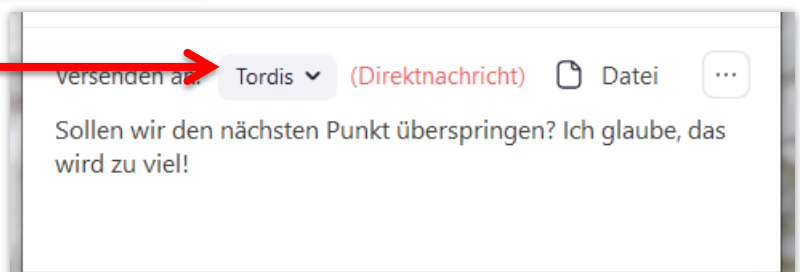 Versenden an: Tordis (Direktnachricht) Datei ...
Sollen wir den nächsten Punkt überspringen? Ich glaube, das
wird zu viel!